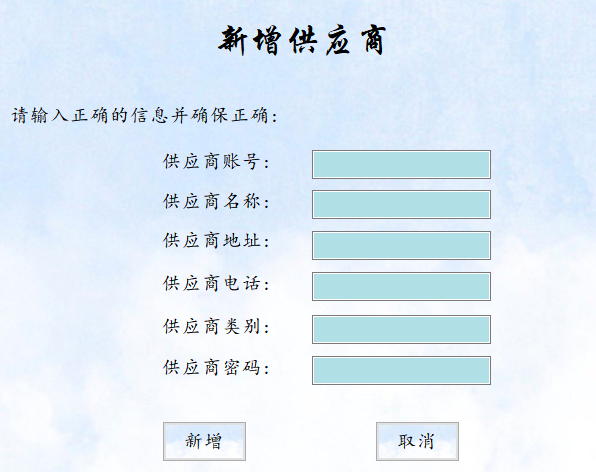 新增供应商
请输入正确的信息并确保正确：
供应商账号：
供应商名称：
供应商地址：
供应商电话：
供应商类别：
供应商密码：
新增 取消